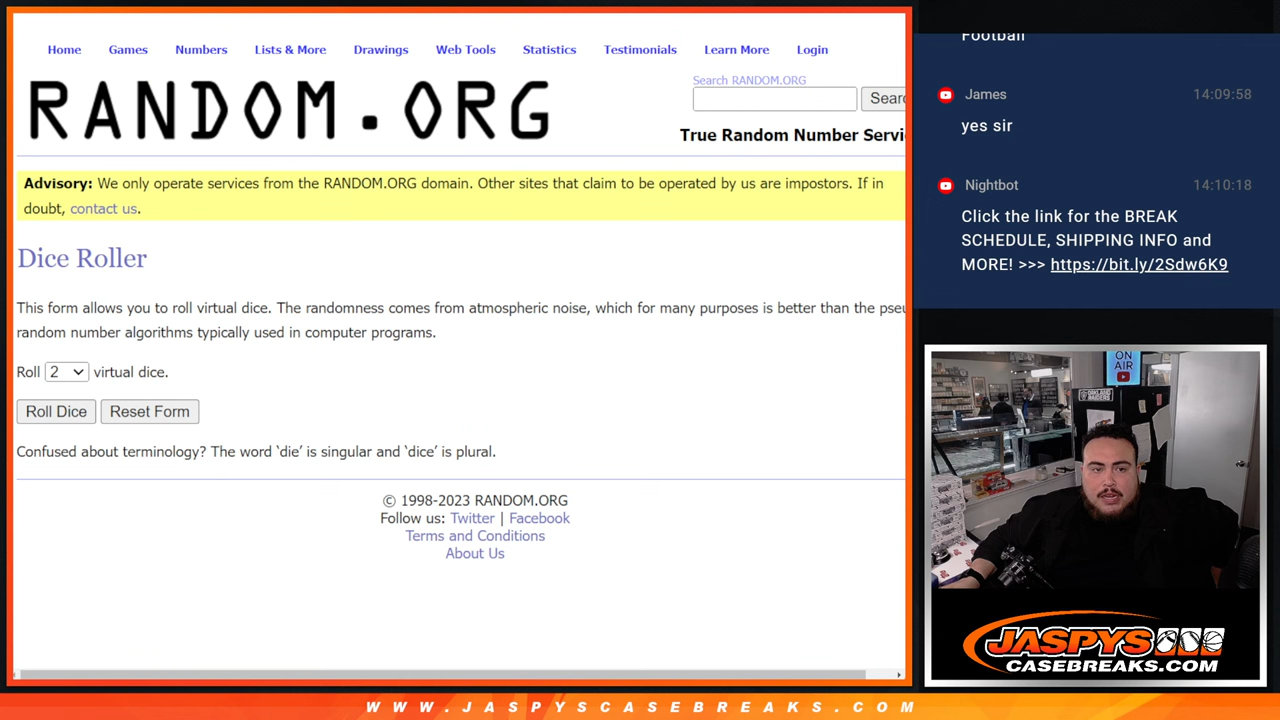 Home Games Numbers Lists & More Drawings Web Tools Statistics Testimonials Learn More Login
RANDOM.ORG
Search RANDOM.ORG
True Random Number Servi
Advisory: We only operate services from the RANDOM.ORG domain. Other sites that claim to be operated by us are impostors. If in
doubt, contact us.
Dice Roller
This form allows you to roll virtual dice. The randomness comes from atmospheric noise, which for many purposes is better than the pseu
random number algorithms typically used in computer programs.
Roll 2 virtual dice.
Roll Dice Reset Form
Confused about terminology? The word ‘die’ is singular and ‘dice’ is plural.
© 1998-2023 RANDOM.ORG
Follow us: Twitter | Facebook
Terms and Conditions
About Us
Football
James 14:09:58
yes sir
Nightbot 14:10:18
Click the link for the BREAK
SCHEDULE, SHIPPING INFO and
MORE! >>> https://bit.ly/2Sdw6K9
ON
AIR
JASPYS
CASEBREAKS.COM
WWW.JASPYSCASEBREAKS.COM